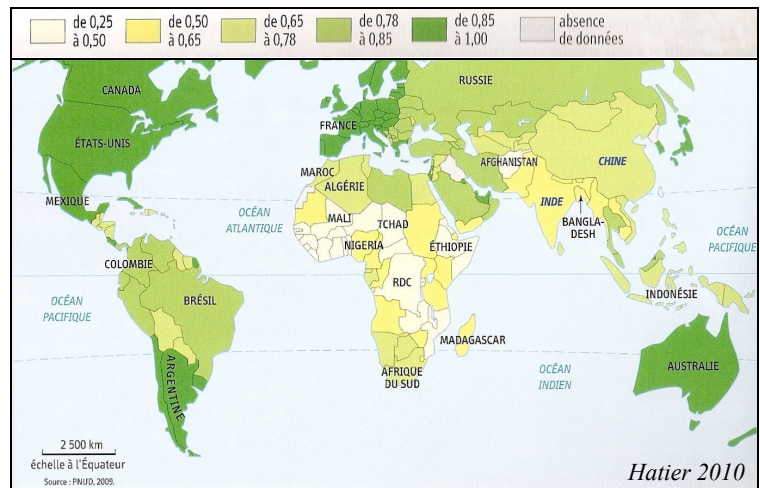 de 0,25
à 0,50
de 0,50
à 0,65
de 0,65
à 0,78
de 0,78
à 0,85
de 0,85
à 1,00
absence
de données
CANADA
RUSSIE
FRANCE
ÉTATS-UNIS
AFGHANISTAN
CHINE
MAROC
ALGÉRIE
MEXIQUE
INDE
OCÉAN
ATLANTIQUE
MALI
TCHAD
BANGLA-
DESH
OCÉAN
PACIFIQUE
NIGERIA
ÉTHIOPIE
COLOMBIE
RDC
INDONÉSIE
BRÉSIL
OCÉAN
PACIFIQUE
MADAGASCAR
ARGENTINE
AFRIQUE
DU SUD
OCÉAN
INDIEN
AUSTRALIE
2 500 km
échelle à l'Équateur
Source : PNUD, 2009.
Hatier 2010